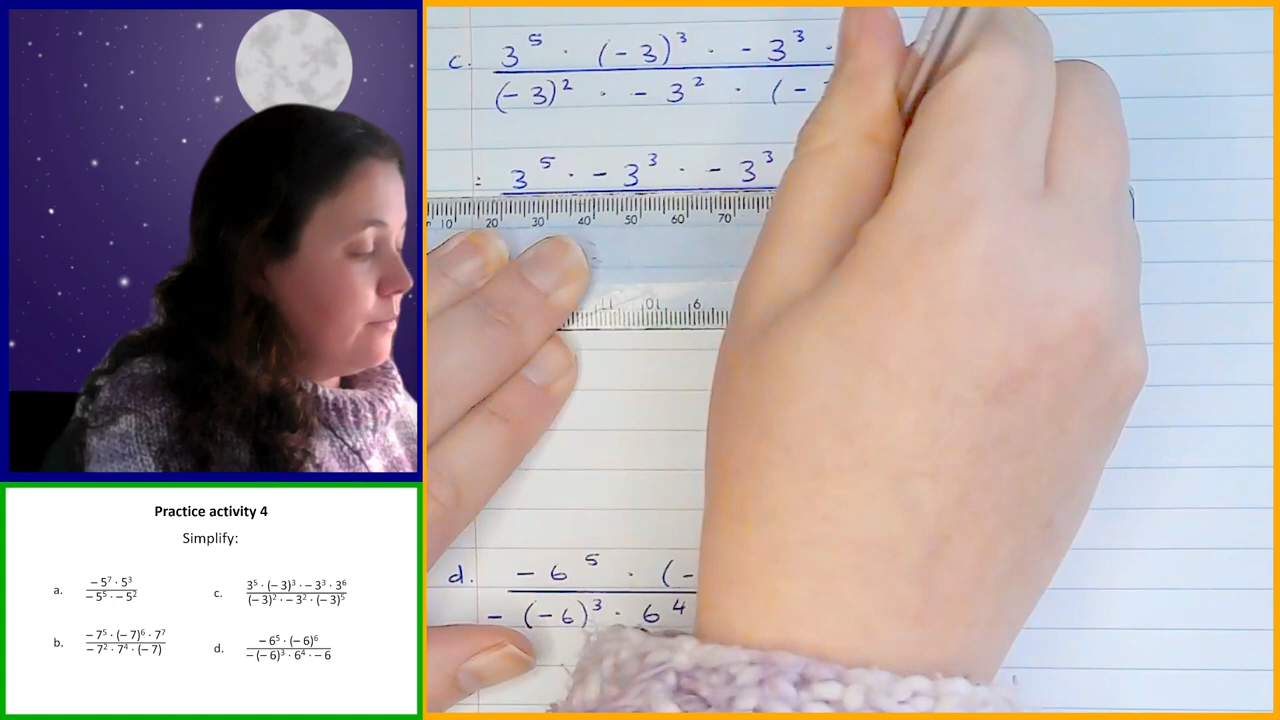 Practice activity 4
Simplify:
a. − 5⁷ · 5³
− 5⁵ · − 5²
b. − 7⁵ · (− 7)⁶ · 7⁷
− 7² · 7⁴ · (− 7)
c. 3⁵ · (− 3)³ · − 3³ · 3⁶
(− 3)² · − 3² · (− 3)⁵
d. − 6⁵ · (− 6)⁶
− (− 6)³ · 6⁴ · − 6
c. 3⁵ · (- 3)³ · - 3³ ·
(- 3)² · - 3² · (-
= 3⁵ · - 3³ · - 3³
10 20 30 40 50 60 70
11 10 9
d. - 6⁵ · (-
- (- 6)³ · 6⁴